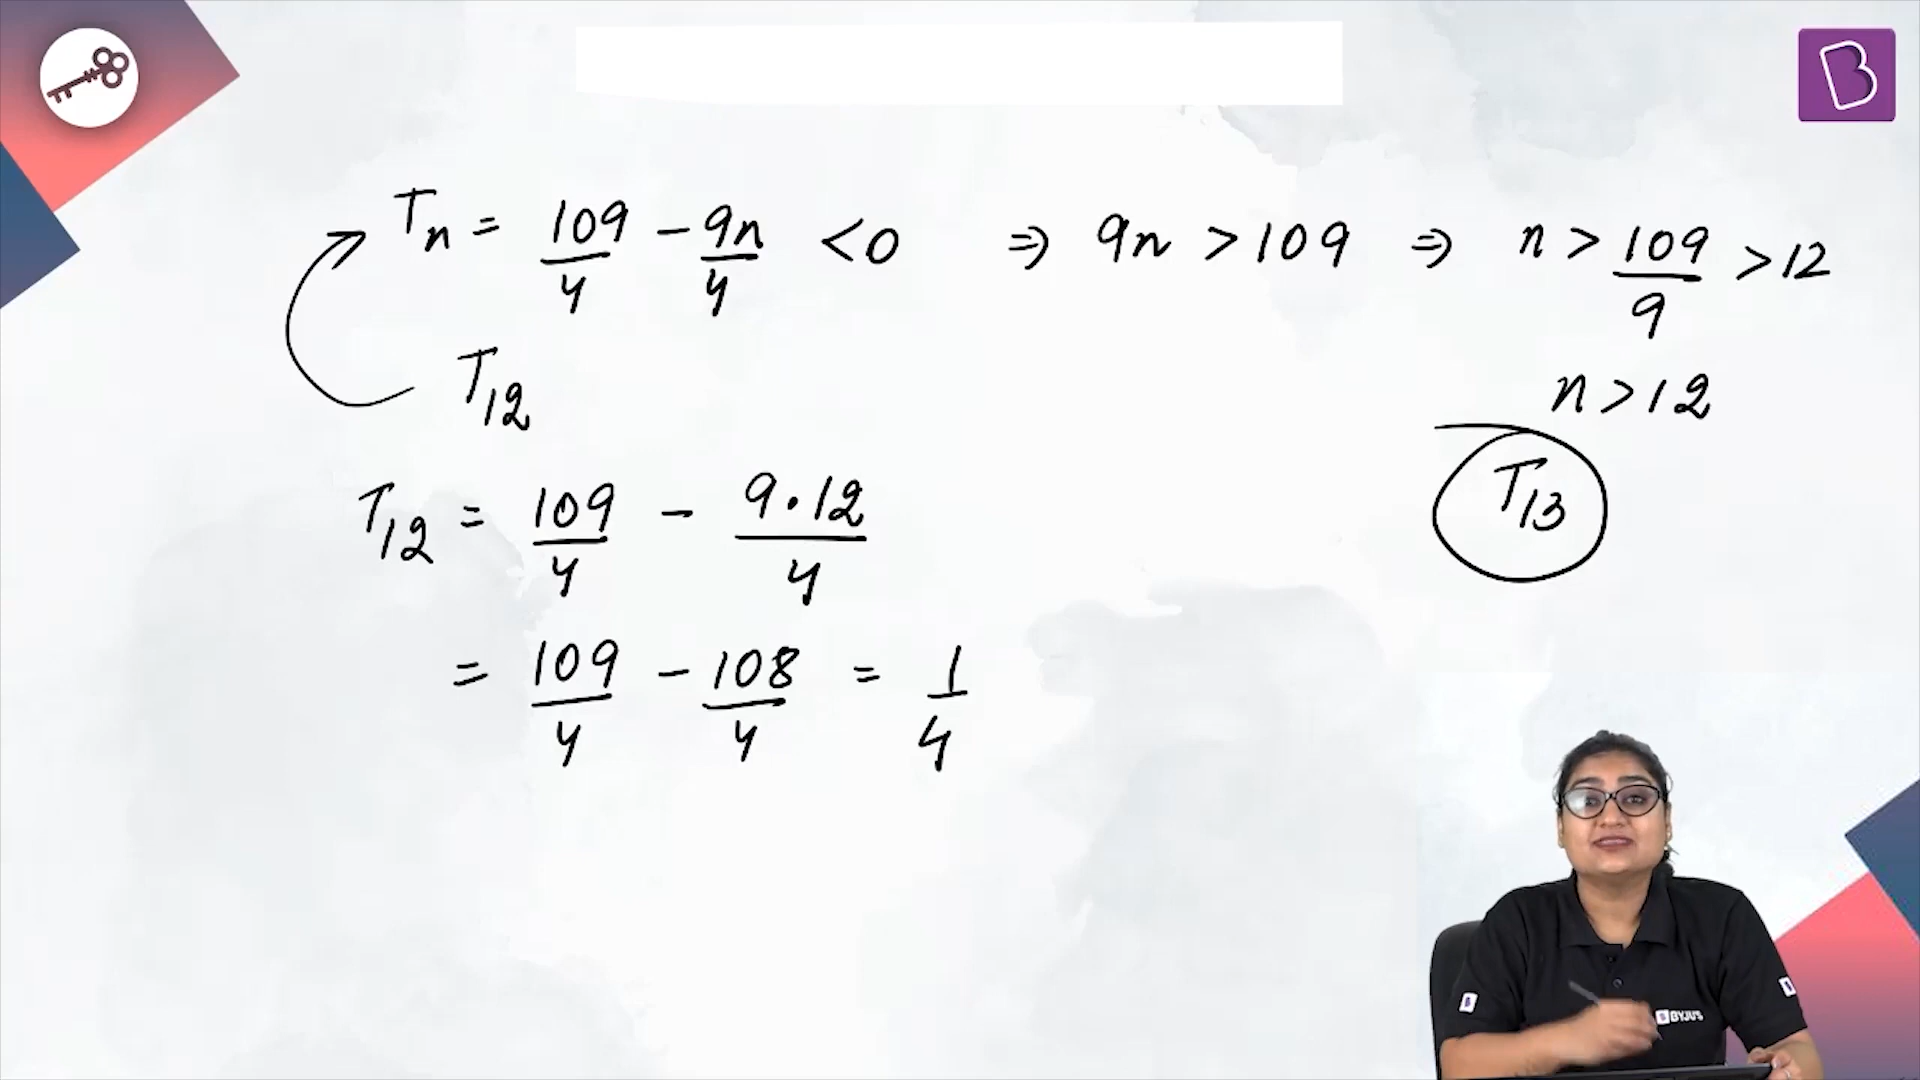 Tn = 109/4 - 9n/4 < 0 ⇒ 9n > 109 ⇒ n > 109/9 > 12
T12
n > 12
T13
T12 = 109/4 - 9·12/4
= 109/4 - 108/4 = 1/4
B
BYJU'S